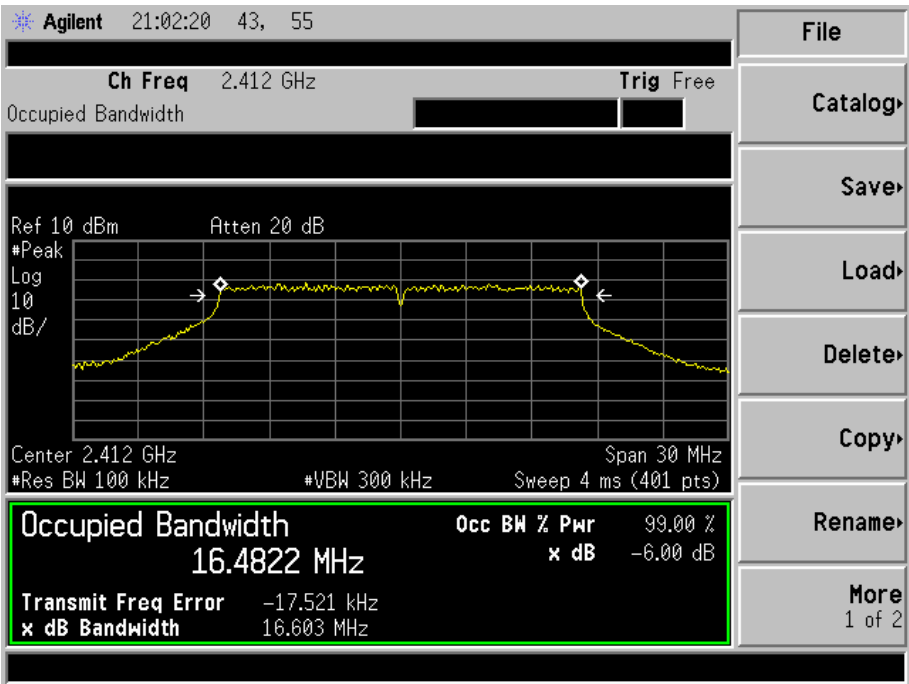 Agilent 21:02:20 43, 55
Ch Freq 2.412 GHz Trig Free
Occupied Bandwidth
Ref 10 dBm Atten 20 dB
#Peak
Log
10
dB/
Center 2.412 GHz Span 30 MHz
#Res BW 100 kHz #VBW 300 kHz Sweep 4 ms (401 pts)
Occupied Bandwidth Occ BW % Pwr 99.00 %
16.4822 MHz x dB -6.00 dB
Transmit Freq Error -17.521 kHz
x dB Bandwidth 16.603 MHz
File
Catalog
Save
Load
Delete
Copy
Rename
More
1 of 2